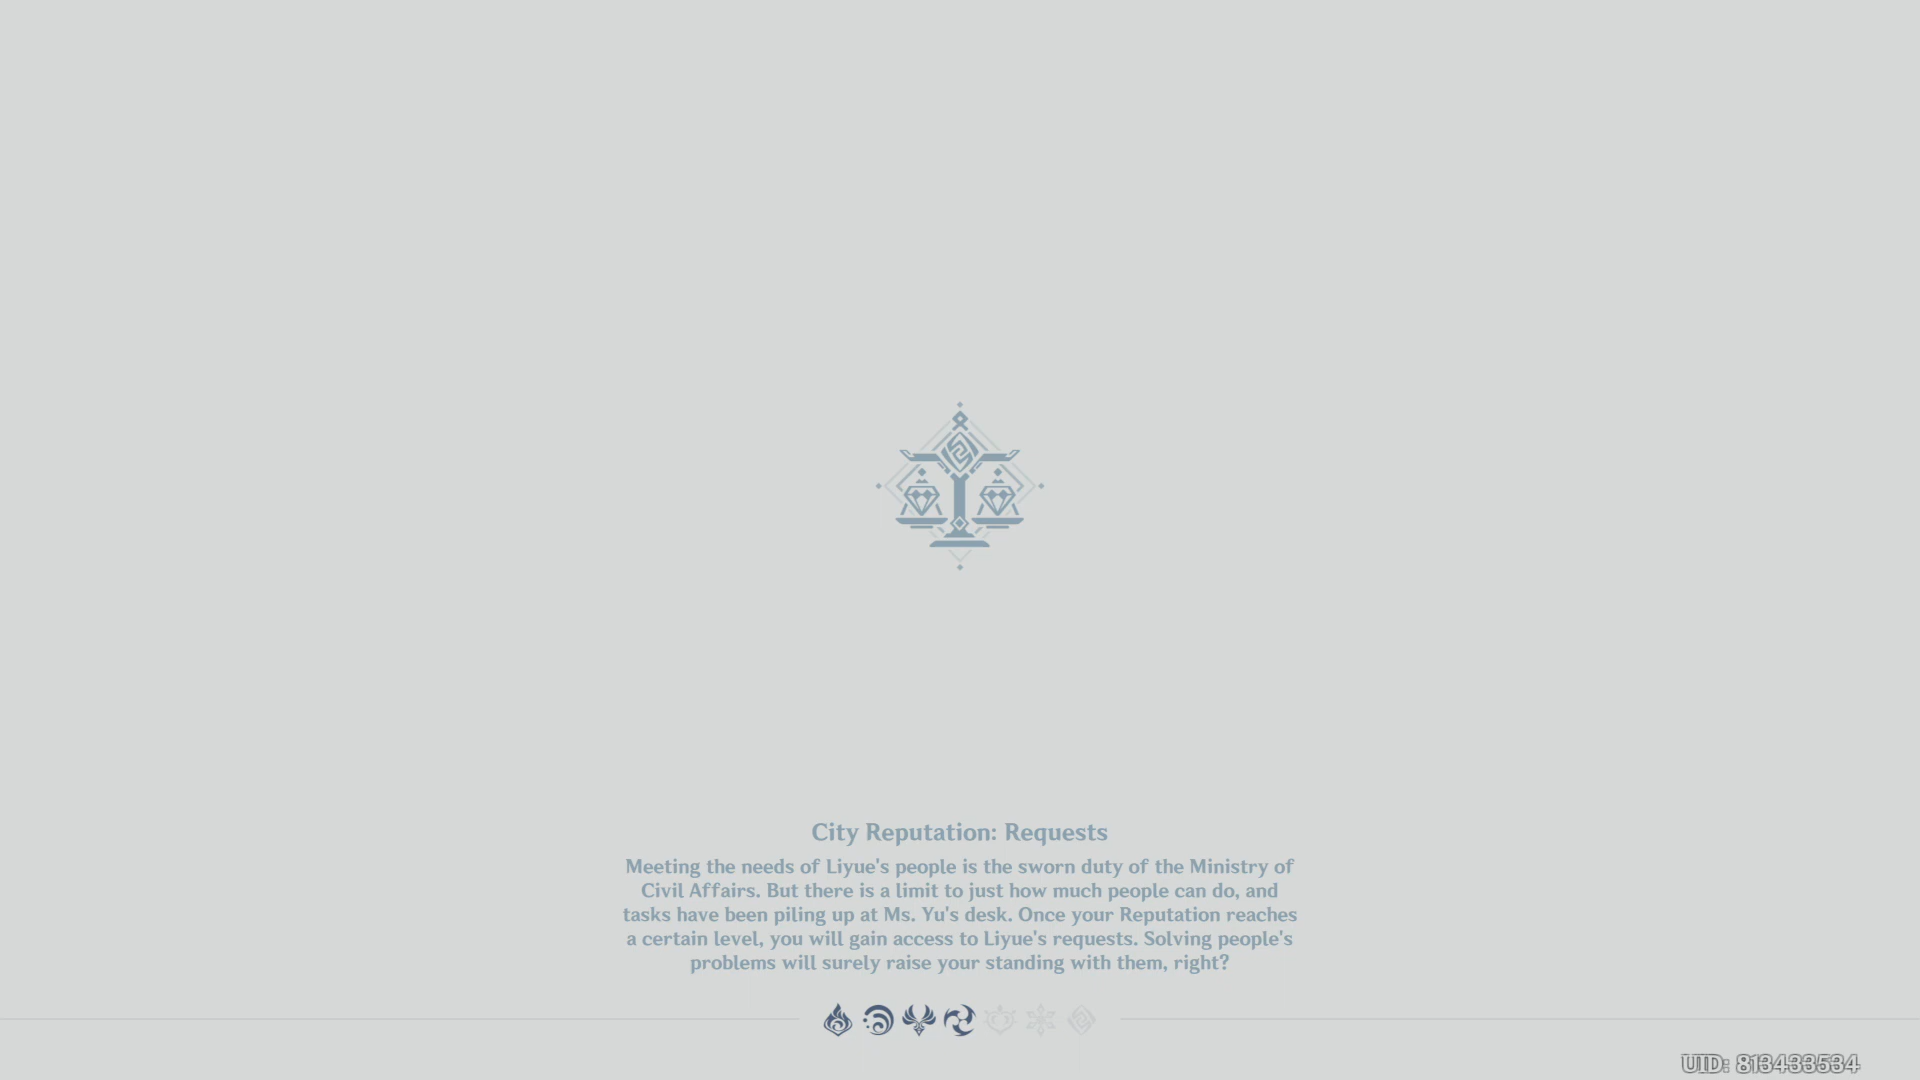 City Reputation: Requests
Meeting the needs of Liyue's people is the sworn duty of the Ministry of
Civil Affairs. But there is a limit to just how much people can do, and
tasks have been piling up at Ms. Yu's desk. Once your Reputation reaches
a certain level, you will gain access to Liyue's requests. Solving people's
problems will surely raise your standing with them, right?
UID: 813433534